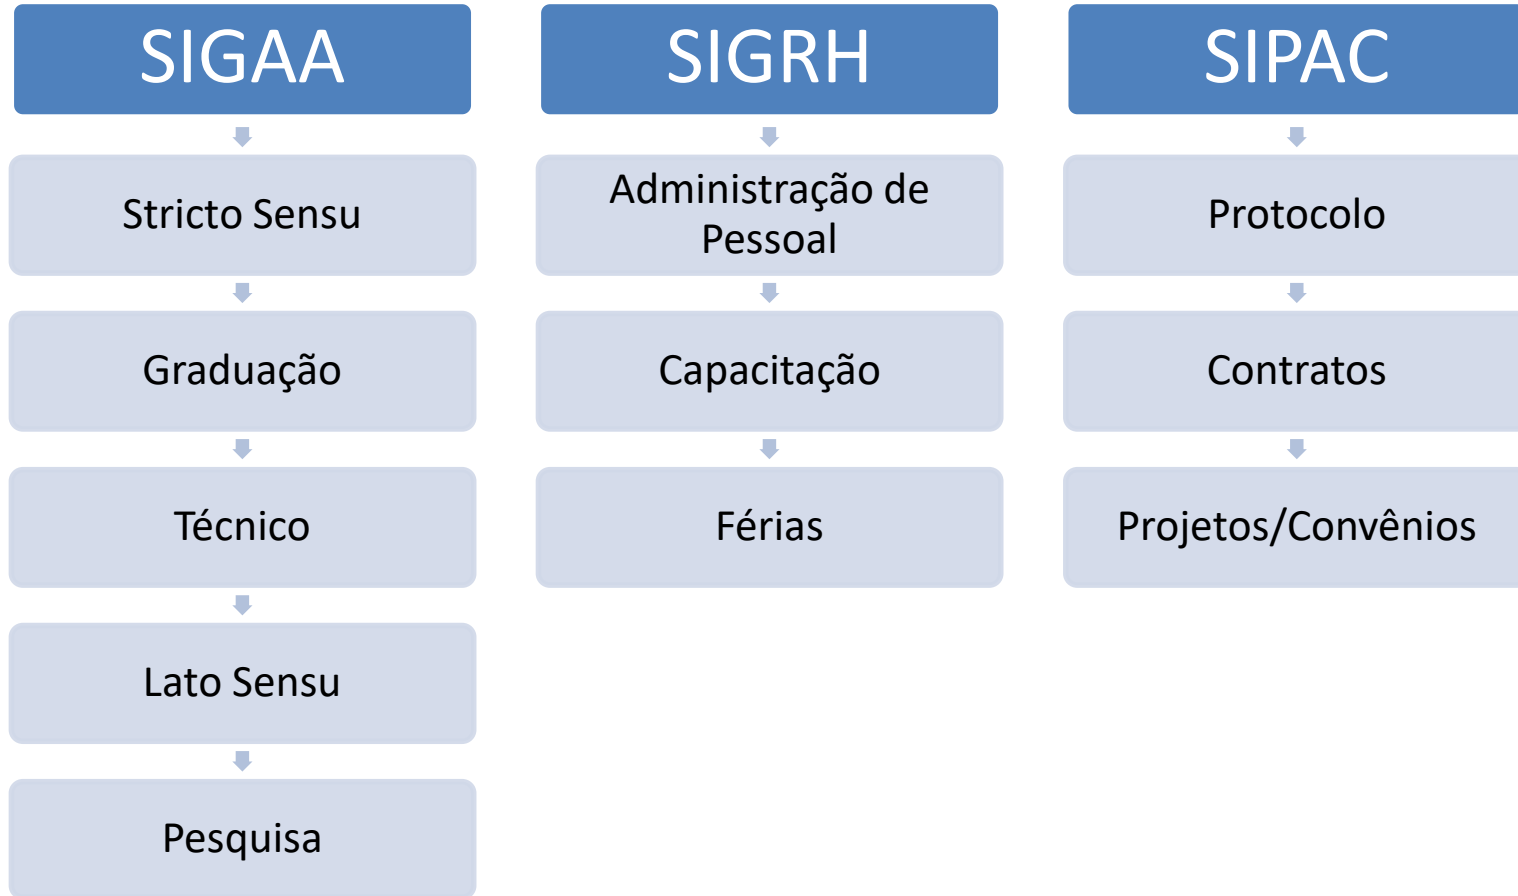 SIGAA
Stricto Sensu
Graduação
Técnico
Lato Sensu
Pesquisa
SIGRH
Administração de
Pessoal
Capacitação
Férias
SIPAC
Protocolo
Contratos
Projetos/Convênios